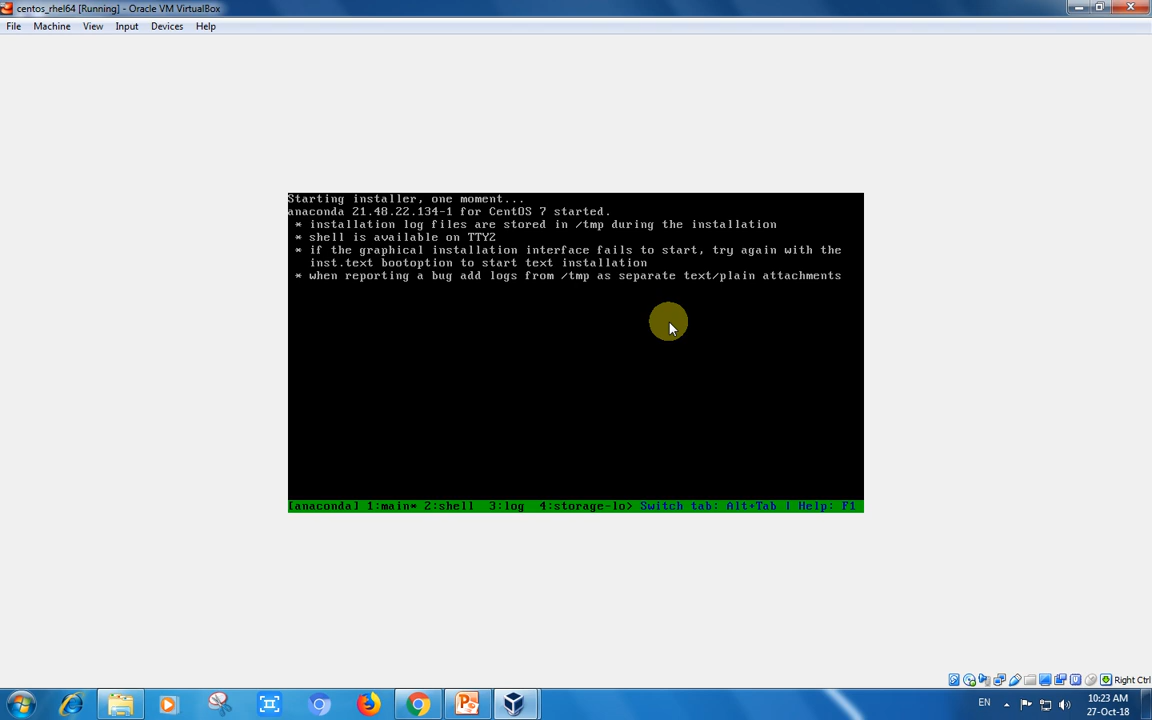 centos_rhel64 [Running] - Oracle VM VirtualBox
File Machine View Input Devices Help
Starting installer, one moment...
anaconda 21.48.22.134-1 for CentOS 7 started.
* installation log files are stored in /tmp during the installation
* shell is available on TTY2
* if the graphical installation interface fails to start, try again with the
inst.text bootoption to start text installation
* when reporting a bug add logs from /tmp as separate text/plain attachments
[anaconda] 1:main* 2:shell 3:log 4:storage-lo> Switch tab: Alt+Tab | Help: F1
Right Ctrl
EN
10:23 AM
27-Oct-18